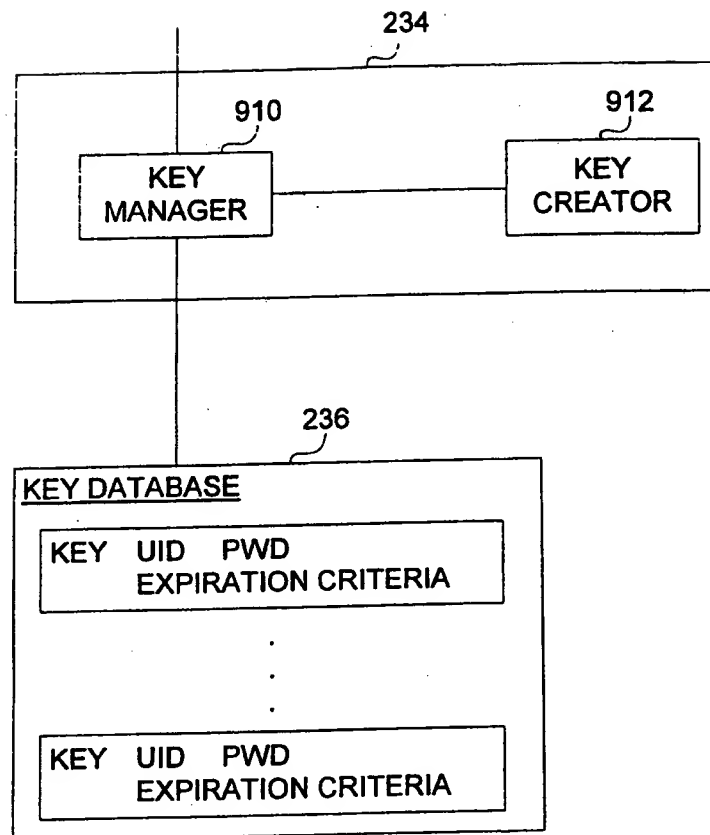 234
910
912
KEY
MANAGER
KEY
CREATOR
236
KEY DATABASE
KEY UID PWD
EXPIRATION CRITERIA
KEY UID PWD
EXPIRATION CRITERIA